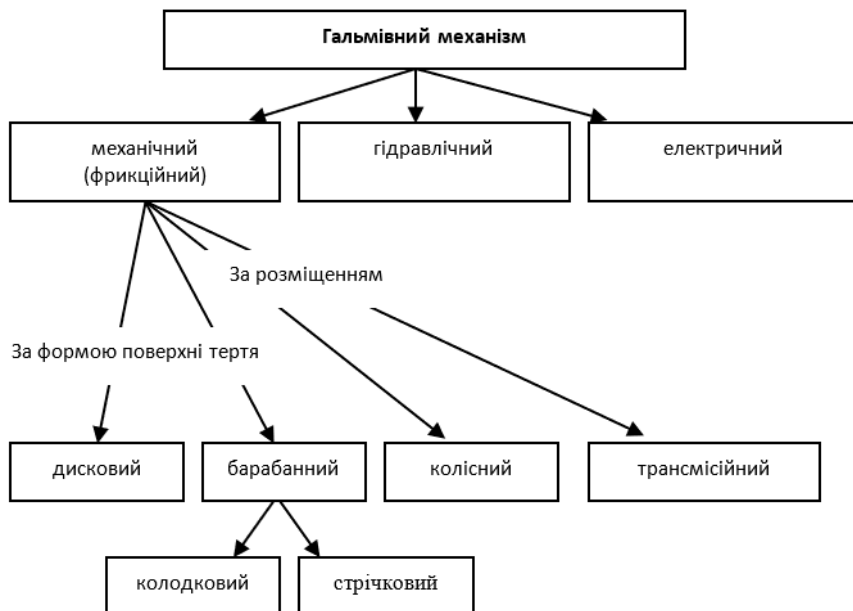 Гальмівний механізм
механічний
(фрикційний)
гідравлічний
електричний
За розміщенням
За формою поверхні тертя
дисковий
барабанний
колісний
трансмісійний
колодковий
стрічковий